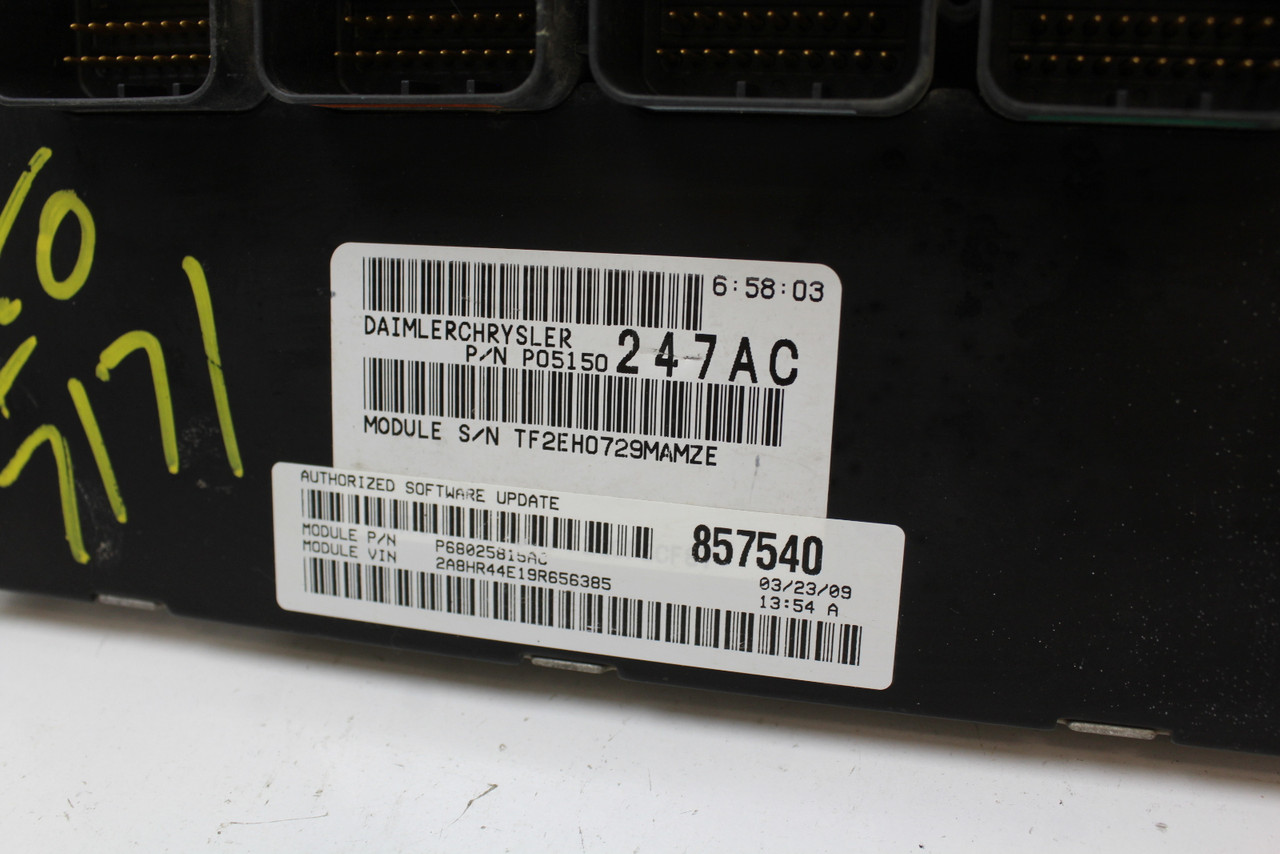 6:58:03
DAIMLERCHRYSLER
P/N P05150 247AC
MODULE S/N TF2EH0729MAMZE
AUTHORIZED SOFTWARE UPDATE
857540
MODULE P/N P68025815AC
MODULE VIN 2A8HR44E19R656385
03/23/09
13:54 A
7171